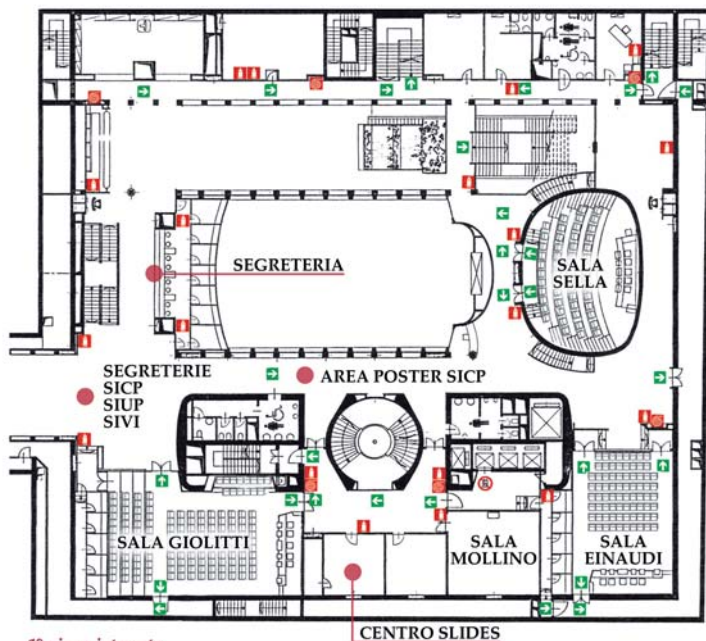 SEGRETERIA
SALA
SELLA
SEGRETERIE
SICP
SIUP
SIVI
AREA POSTER SICP
SALA GIOLITTI
SALA
MOLLINO
SALA
EINAUDI
CENTRO SLIDES